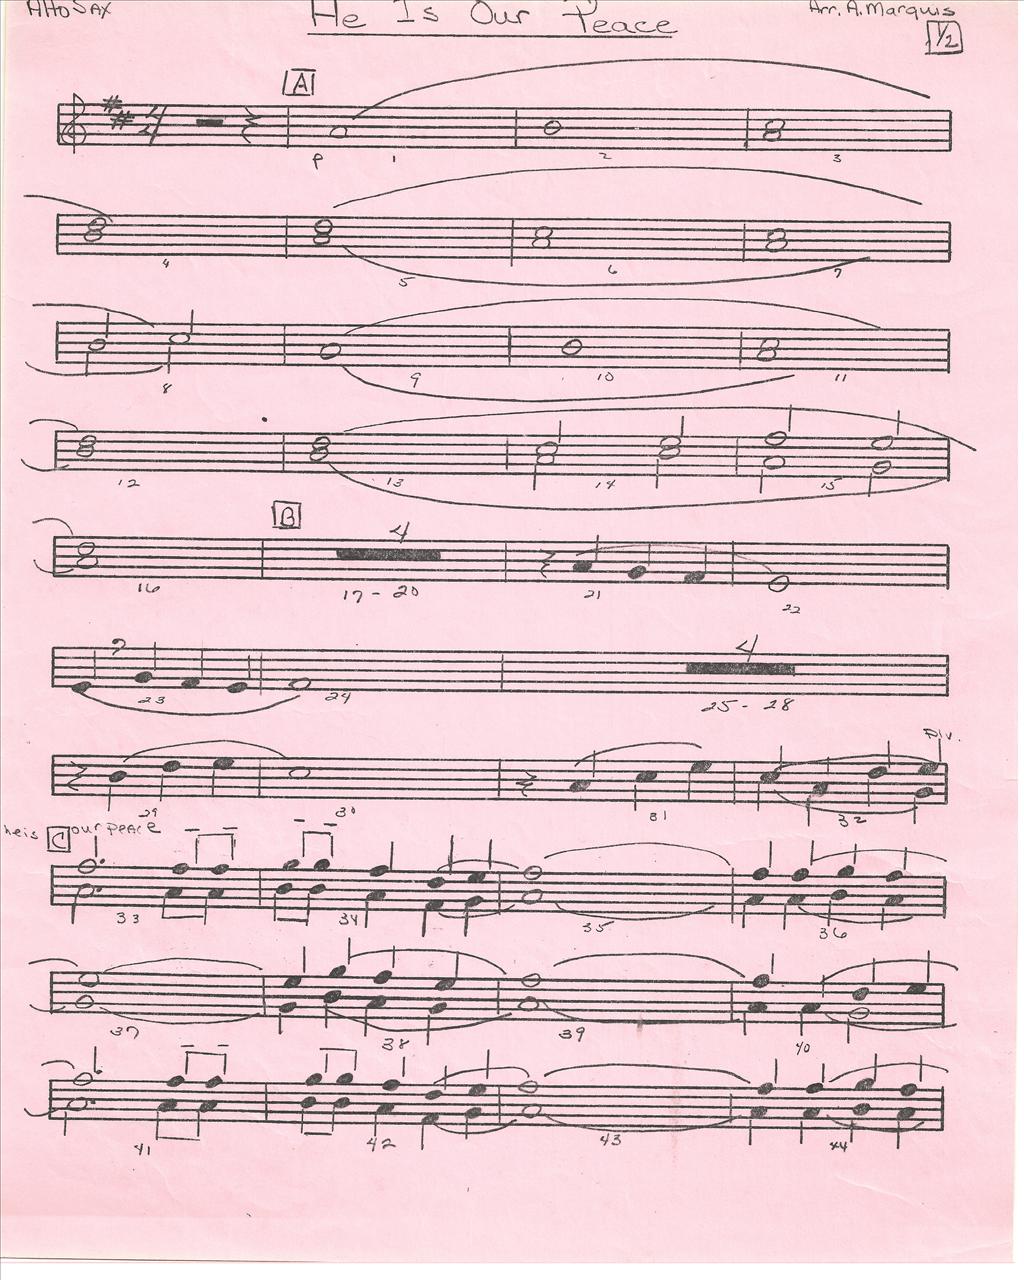 Alto Sax
He Is Our Peace
Arr. A. Marquis
1/2
A
4/4
P 1 2 3
4 5 6 7
8 9 10 11
12 13 14 15
B
4
16 17-20 21 22
4
23 24 25-28
Div.
29 30 31 32
he is C our peace
33 34 35 36
37 38 39 40
41 42 43 44